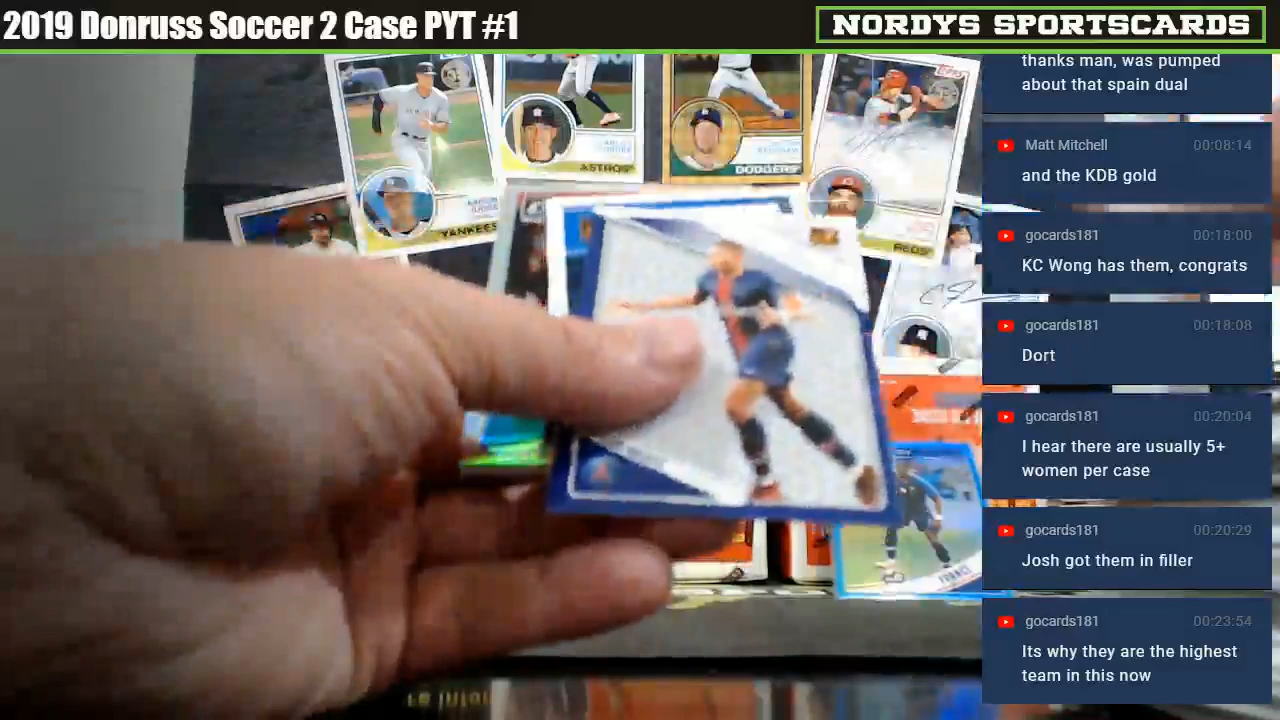 2019 Donruss Soccer 2 Case PYT #1
NORDYS SPORTSCARDS
thanks man, was pumped
about that spain dual
Matt Mitchell 00:08:14
and the KDB gold
gocards181 00:18:00
KC Wong has them, congrats
gocards181 00:18:08
Dort
gocards181 00:20:04
I hear there are usually 5+
women per case
gocards181 00:20:29
Josh got them in filler
gocards181 00:23:54
Its why they are the highest
team in this now
Topps
YANKEES
ASTROS
DODGERS
REDS
FRANCE